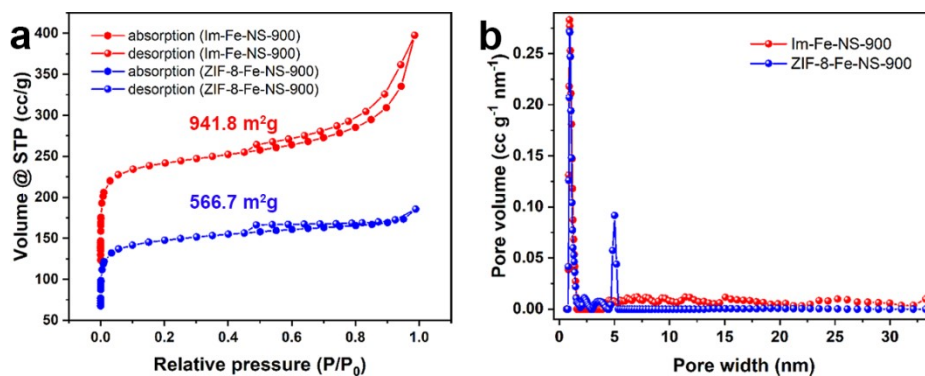 a
absorption (Im-Fe-NS-900)
desorption (Im-Fe-NS-900)
absorption (ZIF-8-Fe-NS-900)
desorption (ZIF-8-Fe-NS-900)
941.8 m²g
566.7 m²g
Volume @ STP (cc/g)
400
350
300
250
200
150
100
50
0
0.0 0.2 0.4 0.6 0.8 1.0
Relative pressure (P/P₀)
b
Im-Fe-NS-900
ZIF-8-Fe-NS-900
Pore volume (cc g⁻¹ nm⁻¹)
0.25
0.20
0.15
0.10
0.05
0.00
5 10 15 20 25 30
Pore width (nm)